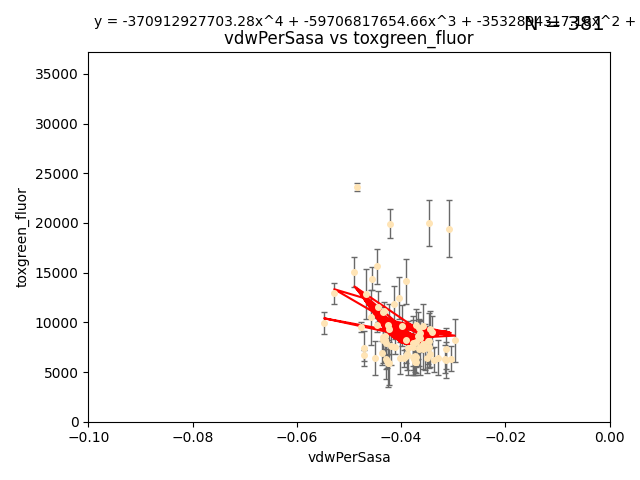 y = -370912927703.28x^4 + -59706817654.66x^3 + x^2 +
N = 381
vdwPerSasa vs toxgreen_fluor
35000
30000
25000
20000
15000
10000
5000
0
toxgreen_fluor
−0.10
−0.08
−0.06
−0.04
−0.02
0.00
vdwPerSasa